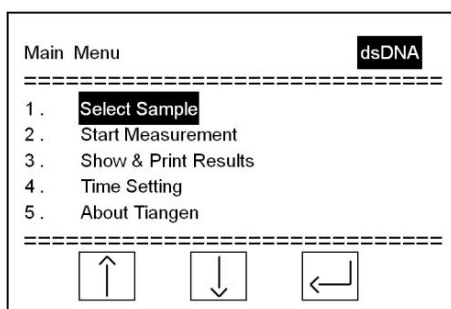 Main Menu dsDNA
==============================
1. Select Sample
2. Start Measurement
3. Show & Print Results
4. Time Setting
5. About Tiangen
==============================
↑ ↓ ←